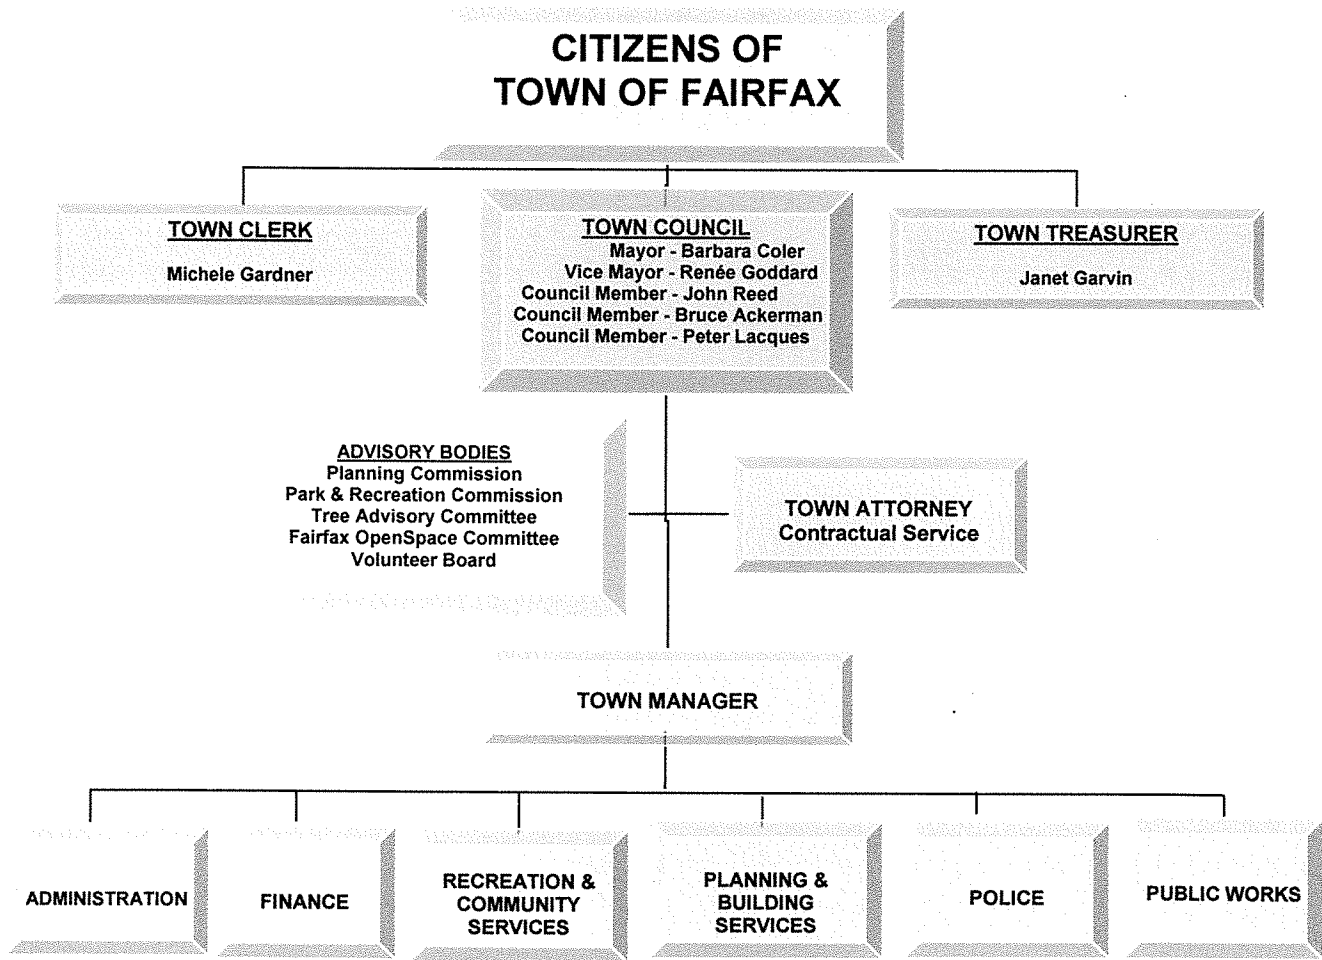 CITIZENS OF
TOWN OF FAIRFAX
TOWN CLERK
Michele Gardner
TOWN COUNCIL
Mayor - Barbara Coler
Vice Mayor - Renée Goddard
Council Member - John Reed
Council Member - Bruce Ackerman
Council Member - Peter Lacques
TOWN TREASURER
Janet Garvin
ADVISORY BODIES
Planning Commission
Park & Recreation Commission
Tree Advisory Committee
Fairfax OpenSpace Committee
Volunteer Board
TOWN ATTORNEY
Contractual Service
TOWN MANAGER
ADMINISTRATION
FINANCE
RECREATION &
COMMUNITY
SERVICES
PLANNING &
BUILDING
SERVICES
POLICE
PUBLIC WORKS